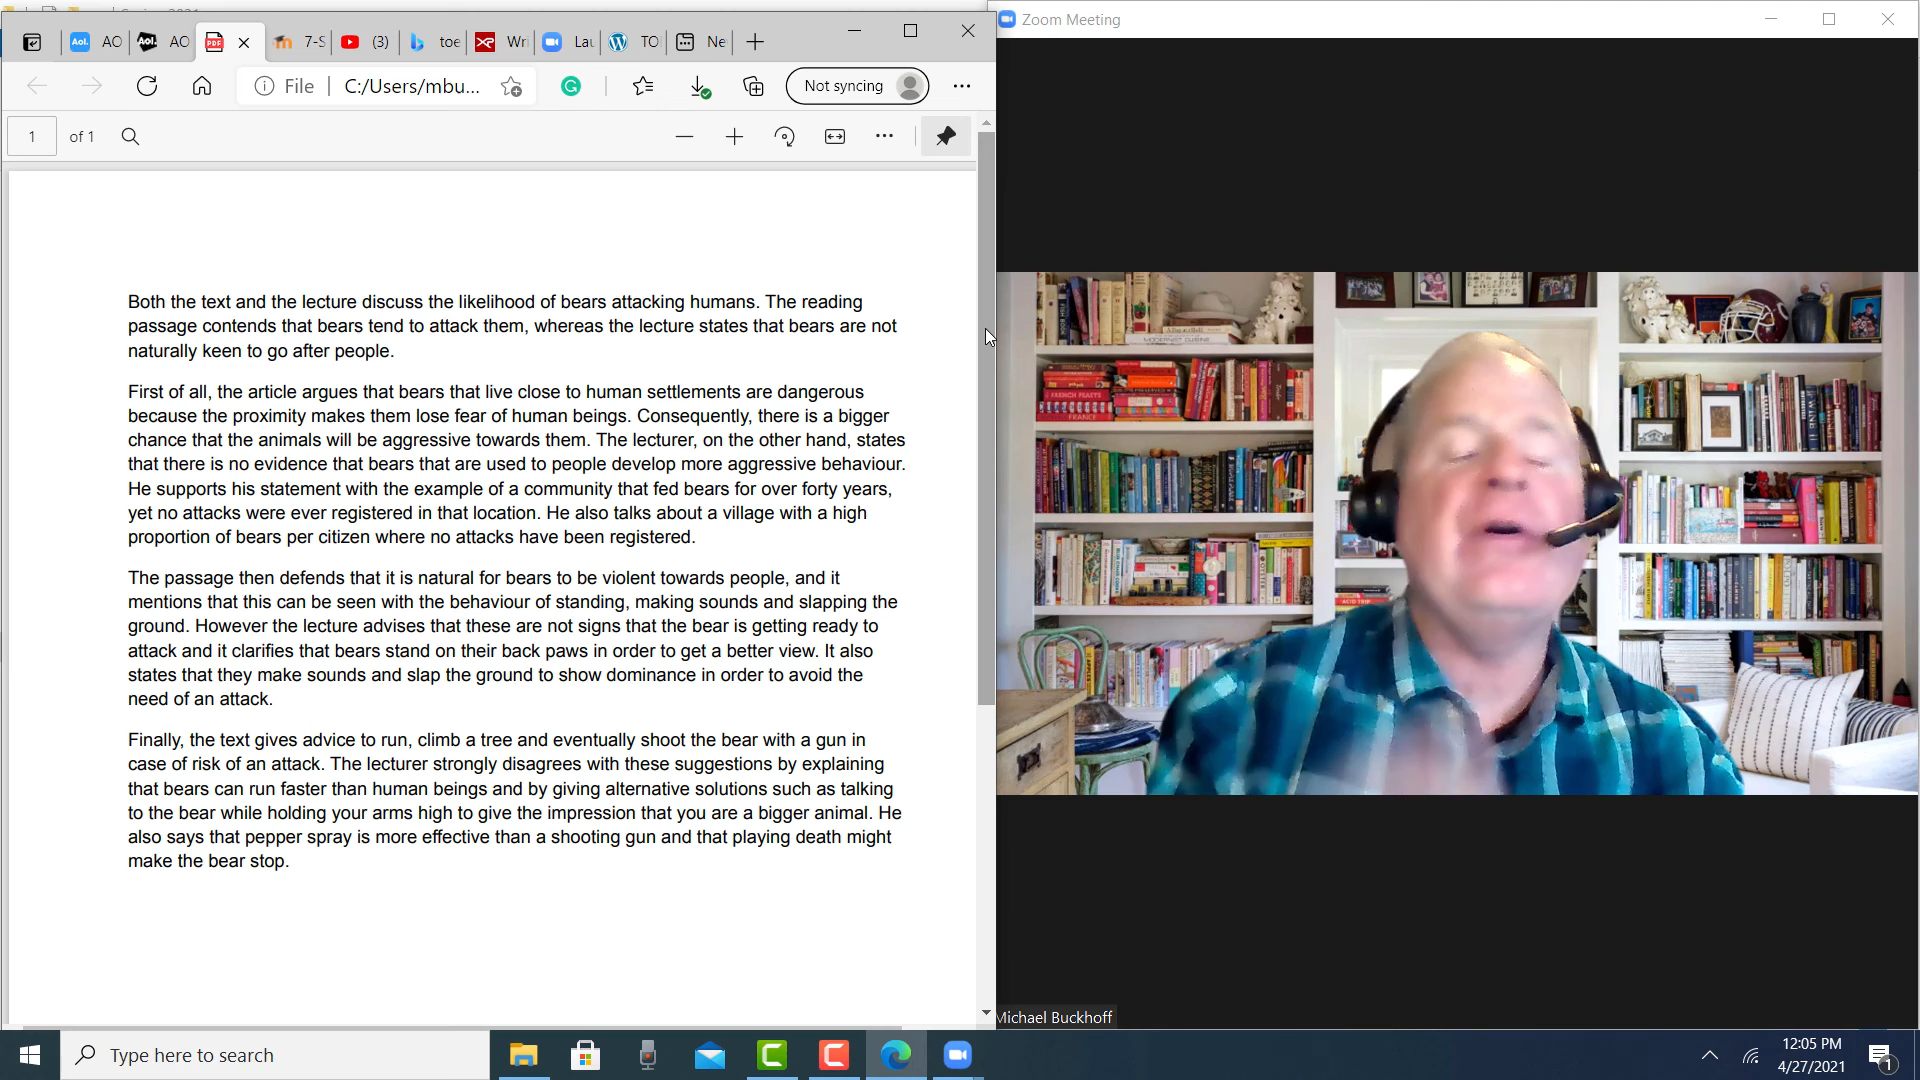 AO
AO
7-S
(3)
toe
Wri
Lau
TO
Ne
Zoom Meeting
File
C:/Users/mbu...
Not syncing
1
of 1
Both the text and the lecture discuss the likelihood of bears attacking humans. The reading
passage contends that bears tend to attack them, whereas the lecture states that bears are not
naturally keen to go after people.
First of all, the article argues that bears that live close to human settlements are dangerous
because the proximity makes them lose fear of human beings. Consequently, there is a bigger
chance that the animals will be aggressive towards them. The lecturer, on the other hand, states
that there is no evidence that bears that are used to people develop more aggressive behaviour.
He supports his statement with the example of a community that fed bears for over forty years,
yet no attacks were ever registered in that location. He also talks about a village with a high
proportion of bears per citizen where no attacks have been registered.
The passage then defends that it is natural for bears to be violent towards people, and it
mentions that this can be seen with the behaviour of standing, making sounds and slapping the
ground. However the lecture advises that these are not signs that the bear is getting ready to
attack and it clarifies that bears stand on their back paws in order to get a better view. It also
states that they make sounds and slap the ground to show dominance in order to avoid the
need of an attack.
Finally, the text gives advice to run, climb a tree and eventually shoot the bear with a gun in
case of risk of an attack. The lecturer strongly disagrees with these suggestions by explaining
that bears can run faster than human beings and by giving alternative solutions such as talking
to the bear while holding your arms high to give the impression that you are a bigger animal. He
also says that pepper spray is more effective than a shooting gun and that playing death might
make the bear stop.
MODERNIST CUISINE
FRENCH FEASTS
FRANCE
ACID TRIP
Michael Buckhoff
Type here to search
12:05 PM
4/27/2021
1